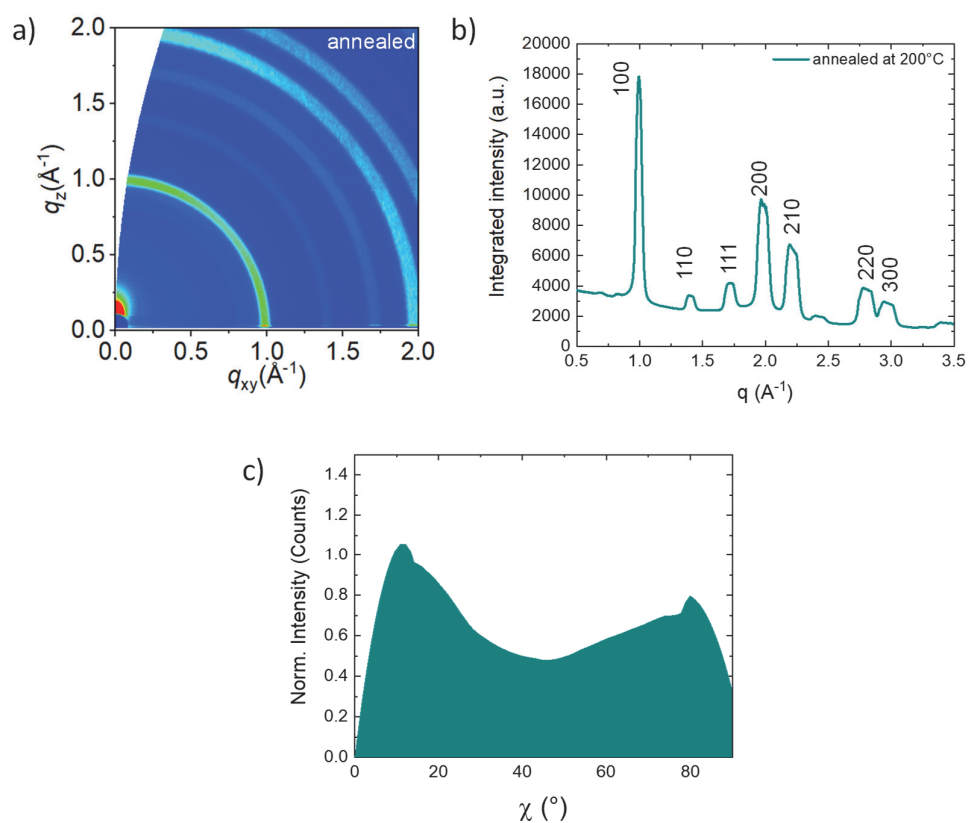 a)
annealed
2.0
1.5
1.0
0.5
0.0
qz(Å-1)
0.0 0.5 1.0 1.5 2.0
qxy(Å-1)
b)
annealed at 200°C
20000
18000
16000
14000
12000
10000
8000
6000
4000
2000
0
Integrated intensity (a.u.)
100
110
111
200
210
220
300
0.5 1.0 1.5 2.0 2.5 3.0 3.5
q (A-1)
c)
1.4
1.2
1.0
0.8
0.6
0.4
0.2
0.0
Norm. Intensity (Counts)
0 20 40 60 80
χ (°)